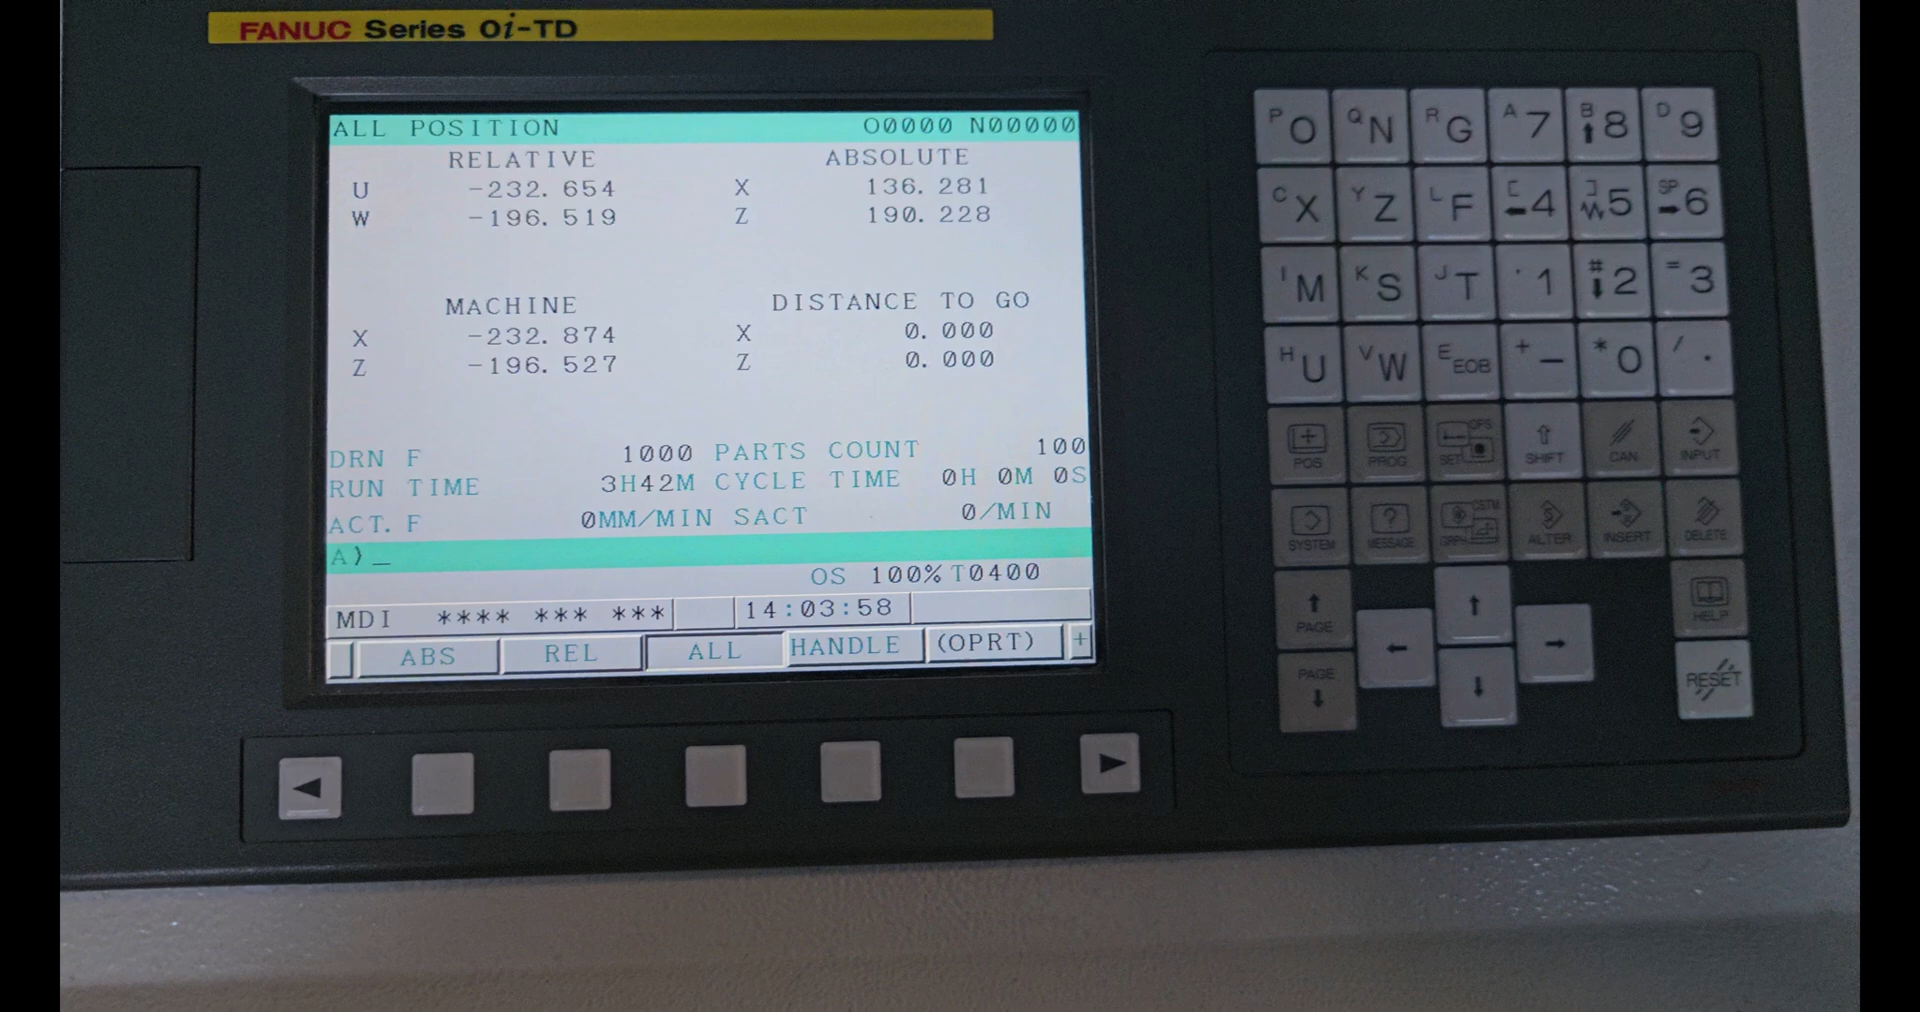 FANUC Series 0i-TD
ALL POSITION O0000 N00000
RELATIVE ABSOLUTE
U -232.654 X 136.281
W -196.519 Z 190.228
MACHINE DISTANCE TO GO
X -232.874 X 0.000
Z -196.527 Z 0.000
DRN F 1000 PARTS COUNT 100
RUN TIME 3H42M CYCLE TIME 0H 0M 0S
ACT. F 0MM/MIN SACT 0/MIN
A)_
OS 100% T0400
MDI **** *** *** 14:03:58
ABS REL ALL HANDLE (OPRT) +
P O Q N R G A 7 B ↑ 8 D 9
C X Y Z L F [ ← 4 ] 5 SP → 6
I M K S J T , 1 # ↓ 2 = 3
H U V W E EOB + - * 0 / .
POS PROG OFS SET SHIFT CAN INPUT
SYSTEM MESSAGE CSTM GRPH ALTER INSERT DELETE
↑ PAGE ↑ HELP
← →
PAGE ↓ ↓ RESET